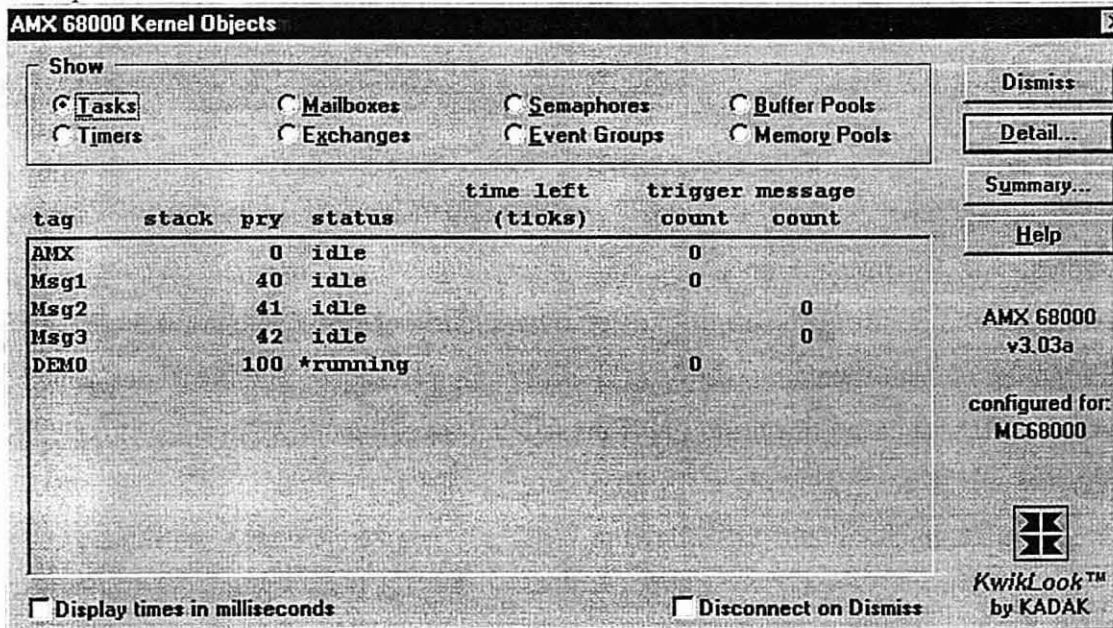 AMX 68000 Kernel Objects
Show
Tasks Mailboxes Semaphores Buffer Pools
Timers Exchanges Event Groups Memory Pools
Dismiss
Detail...
Summary...
Help
time left trigger message
tag stack pry status (ticks) count count
AMX 0 idle 0
Msg1 40 idle 0
Msg2 41 idle 0
Msg3 42 idle 0
DEMO 100 *running 0
AMX 68000
v3.03a
configured for:
MC68000
KwikLook™
by KADAK
Display times in milliseconds Disconnect on Dismiss